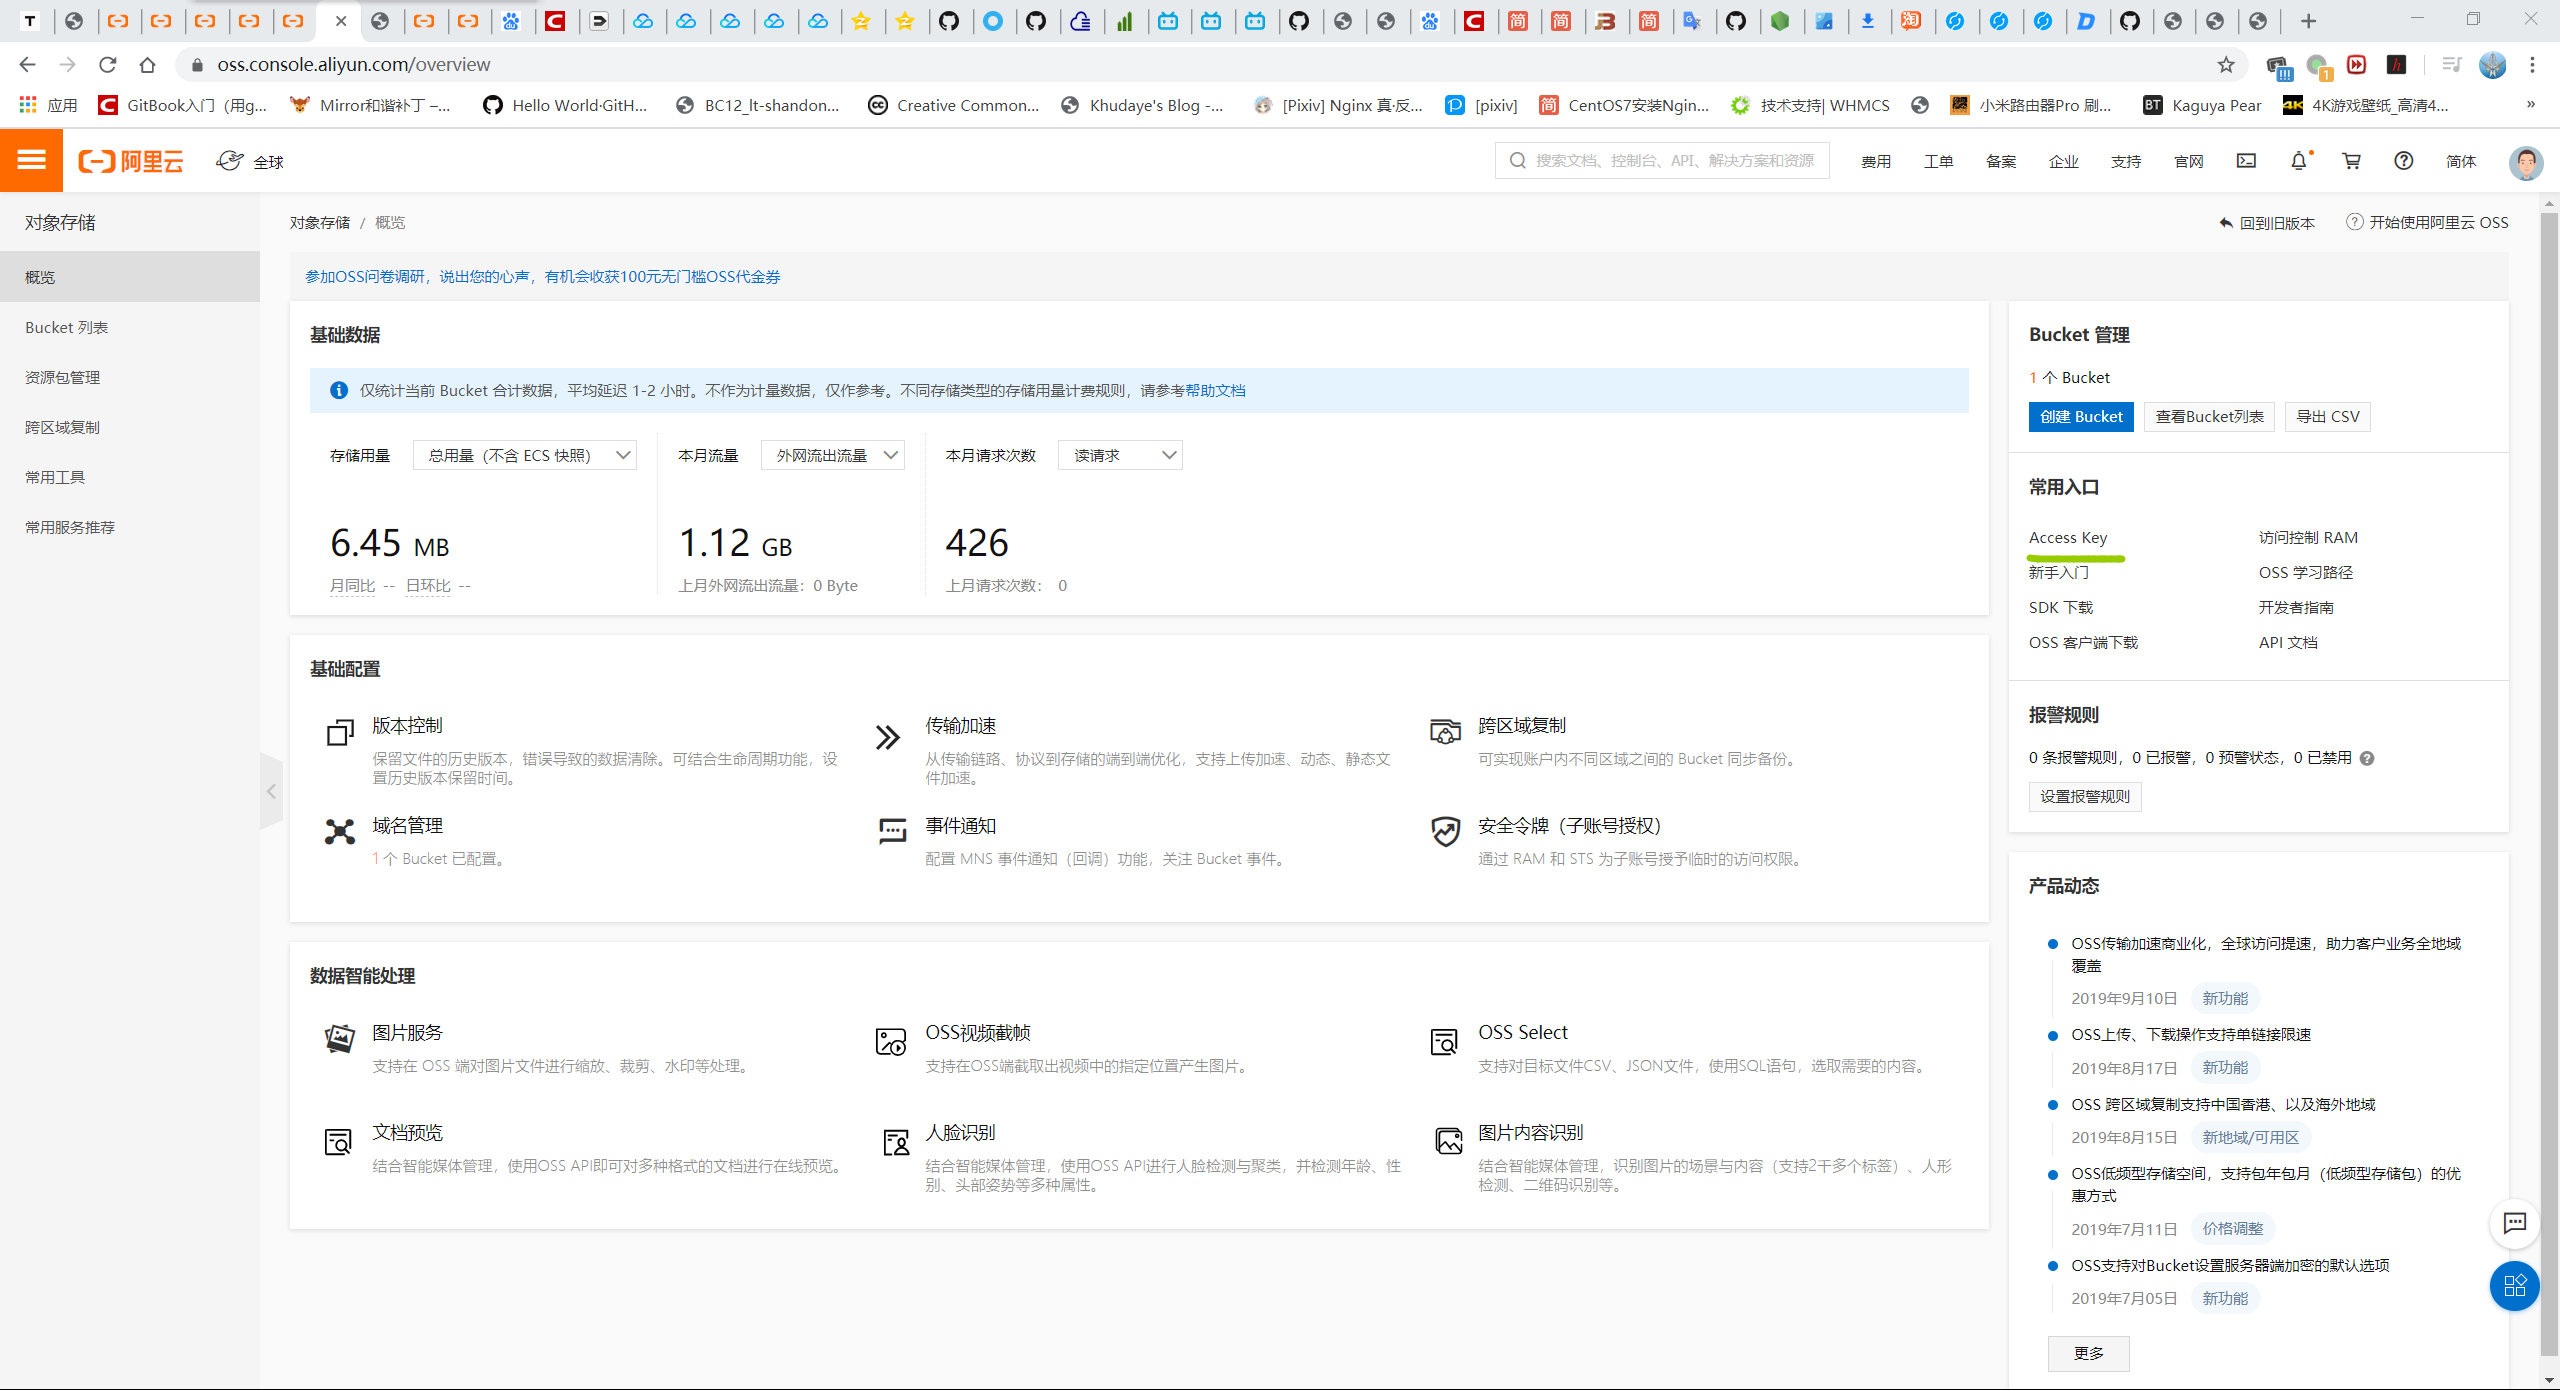 oss.console.aliyun.com/overview
应用
GitBook入门（用g...
Mirror和谐补丁 –...
Hello World·GitH...
BC12_lt-shandon...
Creative Common...
Khudaye's Blog -...
[Pixiv] Nginx 真·反...
[pixiv]
CentOS7安装Ngin...
技术支持| WHMCS
小米路由器Pro 刷...
Kaguya Pear
4K游戏壁纸_高清4...
阿里云
全球
搜索文档、控制台、API、解决方案和资源
费用
工单
备案
企业
支持
官网
简体
对象存储
概览
Bucket 列表
资源包管理
跨区域复制
常用工具
常用服务推荐
对象存储 / 概览
回到旧版本
开始使用阿里云 OSS
参加OSS问卷调研，说出您的心声，有机会收获100元无门槛OSS代金券
基础数据
仅统计当前 Bucket 合计数据，平均延迟 1-2 小时。不作为计量数据，仅作参考。不同存储类型的存储用量计费规则，请参考帮助文档
存储用量
总用量（不含 ECS 快照）
本月流量
外网流出流量
本月请求次数
读请求
6.45 MB
1.12 GB
426
月同比 -- 日环比 --
上月外网流出流量：0 Byte
上月请求次数： 0
基础配置
版本控制
保留文件的历史版本，错误导致的数据清除。可结合生命周期功能，设
置历史版本保留时间。
传输加速
从传输链路、协议到存储的端到端优化，支持上传加速、动态、静态文
件加速。
跨区域复制
可实现账户内不同区域之间的 Bucket 同步备份。
域名管理
1 个 Bucket 已配置。
事件通知
配置 MNS 事件通知（回调）功能，关注 Bucket 事件。
安全令牌（子账号授权）
通过 RAM 和 STS 为子账号授予临时的访问权限。
数据智能处理
图片服务
支持在 OSS 端对图片文件进行缩放、裁剪、水印等处理。
OSS视频截帧
支持在OSS端截取出视频中的指定位置产生图片。
OSS Select
支持对目标文件CSV、JSON文件，使用SQL语句，选取需要的内容。
文档预览
结合智能媒体管理，使用OSS API即可对多种格式的文档进行在线预览。
人脸识别
结合智能媒体管理，使用OSS API进行人脸检测与聚类，并检测年龄、性
别、头部姿势等多种属性。
图片内容识别
结合智能媒体管理，识别图片的场景与内容（支持2千多个标签）、人形
检测、二维码识别等。
Bucket 管理
1 个 Bucket
创建 Bucket
查看Bucket列表
导出 CSV
常用入口
Access Key
访问控制 RAM
新手入门
OSS 学习路径
SDK 下载
开发者指南
OSS 客户端下载
API 文档
报警规则
0 条报警规则，0 已报警，0 预警状态，0 已禁用
设置报警规则
产品动态
OSS传输加速商业化，全球访问提速，助力客户业务全地域
覆盖
2019年9月10日 新功能
OSS上传、下载操作支持单链接限速
2019年8月17日 新功能
OSS 跨区域复制支持中国香港、以及海外地域
2019年8月15日 新地域/可用区
OSS低频型存储空间，支持包年包月（低频型存储包）的优
惠方式
2019年7月11日 价格调整
OSS支持对Bucket设置服务器端加密的默认选项
2019年7月05日 新功能
更多